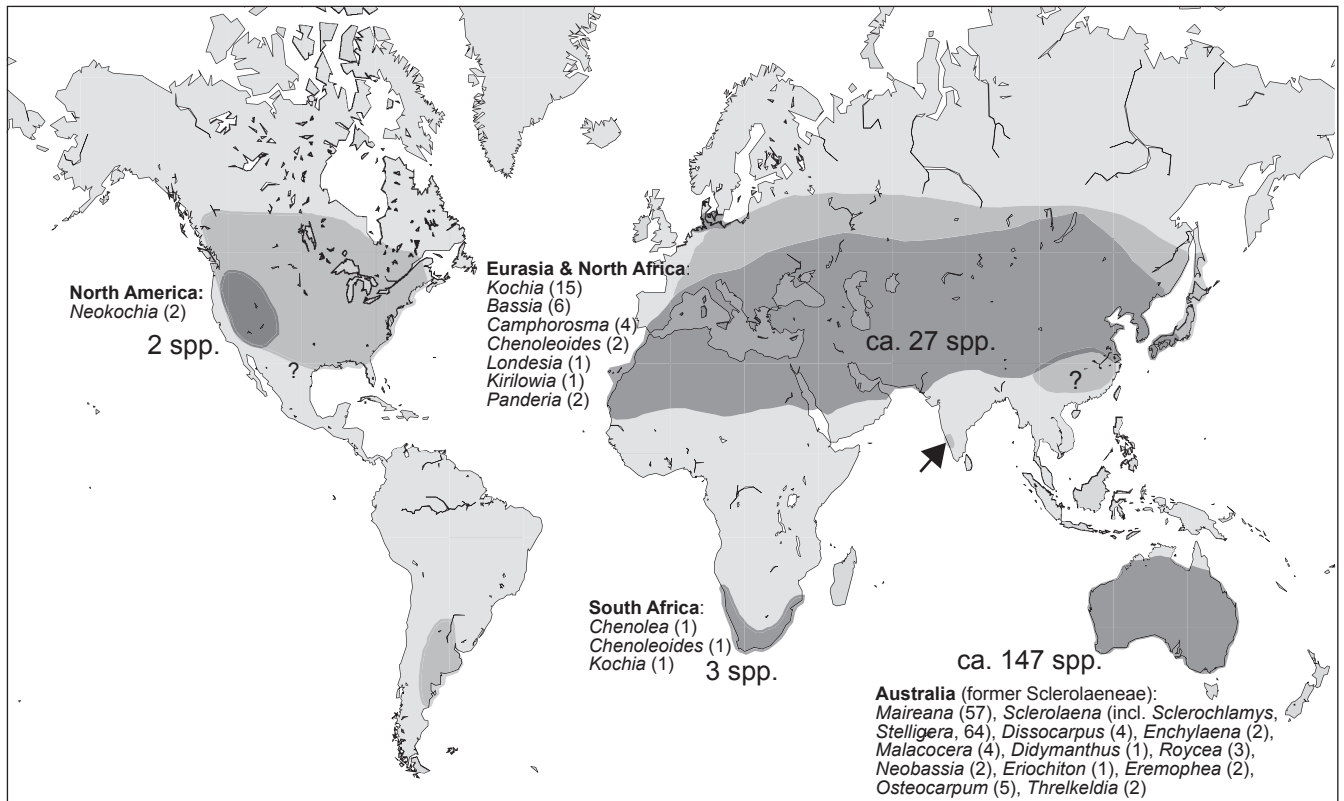 North America:
Neokochia (2)
2 spp.
?
Eurasia & North Africa:
Kochia (15)
Bassia (6)
Camphorosma (4)
Chenoleoides (2)
Londesia (1)
Kirilowia (1)
Panderia (2)
ca. 27 spp.
?
South Africa:
Chenolea (1)
Chenoleoides (1)
Kochia (1)
3 spp.
ca. 147 spp.
Australia (former Sclerolaeneae):
Maireana (57), Sclerolaena (incl. Sclerochlamys,
Stelligera, 64), Dissocarpus (4), Enchylaena (2),
Malacocera (4), Didymanthus (1), Roycea (3),
Neobassia (2), Eriochiton (1), Eremophea (2),
Osteocarpum (5), Threlkeldia (2)